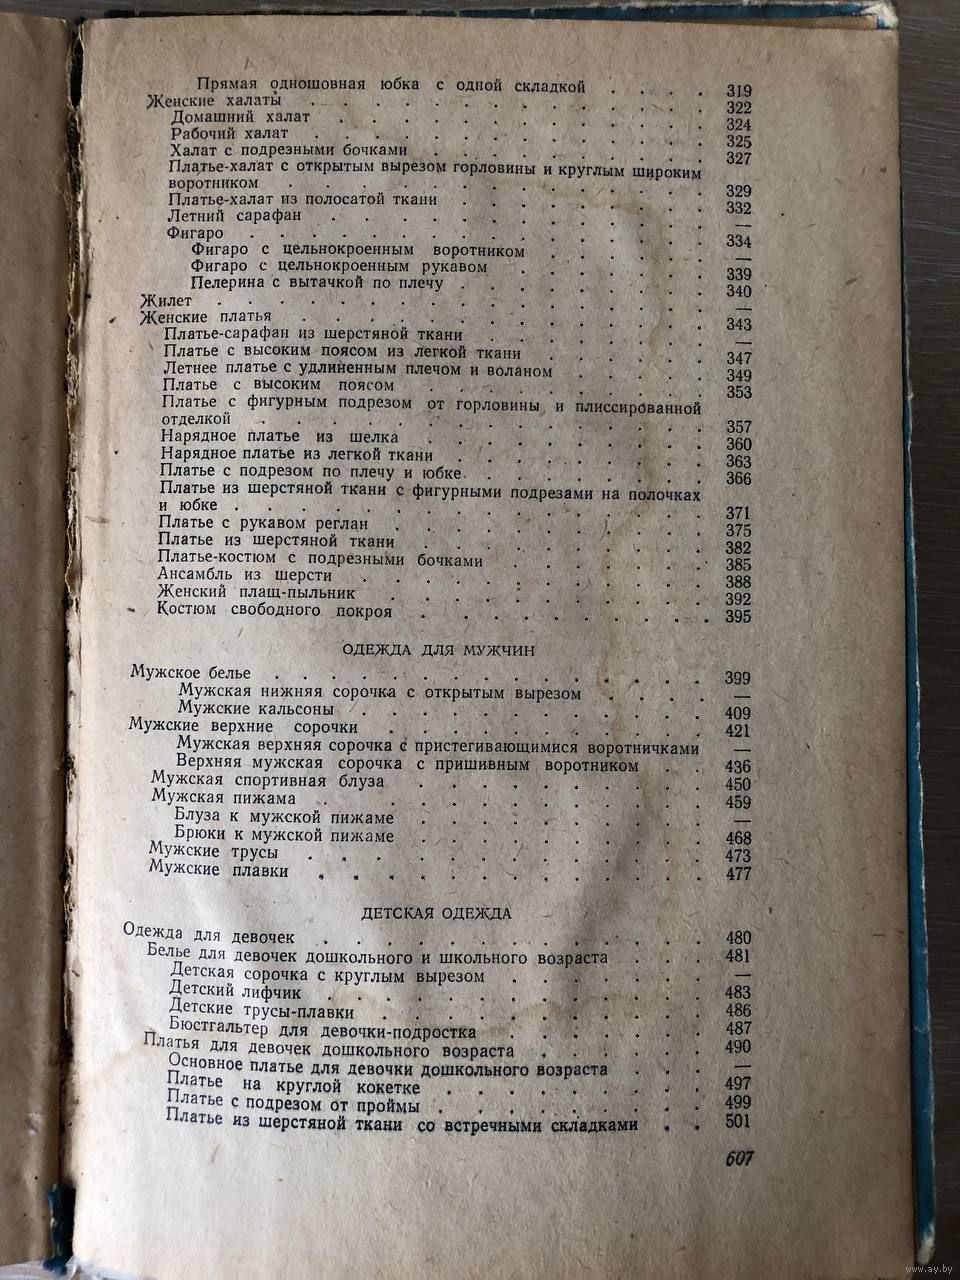 Прямая одношовная юбка с одной складкой . . . . 319
Женские халаты . . . . . . . . . . . . 322
Домашний халат . . . . . . . . . . . . 324
Рабочий халат . . . . . . . . . . . . 325
Халат с подрезными бочками . . . . . . . . . 327
Платье-халат с открытым вырезом горловины и круглым широким
воротником . . . . . . . . . . . . . 329
Платье-халат из полосатой ткани . . . . . . . . 332
Летний сарафан . . . . . . . . . . . . —
Фигаро . . . . . . . . . . . . . . 334
Фигаро с цельнокроенным воротником . . . . . . —
Фигаро с цельнокроенным рукавом . . . . . . 339
Пелерина с вытачкой по плечу . . . . . . . . 340
Жилет . . . . . . . . . . . . . . . —
Женские платья . . . . . . . . . . . . 343
Платье-сарафан из шерстяной ткани . . . . . . . —
Платье с высоким поясом из легкой ткани . . . . . 347
Летнее платье с удлиненным плечом и воланом . . . . 349
Платье с высоким поясом . . . . . . . . . 353
Платье с фигурным подрезом от горловины и плиссированной
отделкой . . . . . . . . . . . . . 357
Нарядное платье из шелка . . . . . . . . . 360
Нарядное платье из легкой ткани . . . . . . . . 363
Платье с подрезом по плечу и юбке . . . . . . . 366
Платье из шерстяной ткани с фигурными подрезами на полочках
и юбке . . . . . . . . . . . . . . 371
Платье с рукавом реглан . . . . . . . . . . 375
Платье из шерстяной ткани . . . . . . . . . 382
Платье-костюм с подрезными бочками . . . . . . 385
Ансамбль из шерсти . . . . . . . . . . . 388
Женский плащ-пыльник . . . . . . . . . . 392
Костюм свободного покроя . . . . . . . . . 395
ОДЕЖДА ДЛЯ МУЖЧИН
Мужское белье . . . . . . . . . . . . . 399
Мужская нижняя сорочка с открытым вырезом . . . . —
Мужские кальсоны . . . . . . . . . . . 409
Мужские верхние сорочки . . . . . . . . . . 421
Мужская верхняя сорочка с пристегивающимися воротничками —
Верхняя мужская сорочка с пришивным воротником . . 436
Мужская спортивная блуза . . . . . . . . . 450
Мужская пижама . . . . . . . . . . . 459
Блуза к мужской пижаме . . . . . . . . . —
Брюки к мужской пижаме . . . . . . . . . 468
Мужские трусы . . . . . . . . . . . . 473
Мужские плавки . . . . . . . . . . . . 477
ДЕТСКАЯ ОДЕЖДА
Одежда для девочек . . . . . . . . . . . . 480
Белье для девочек дошкольного и школьного возраста . . . 481
Детская сорочка с круглым вырезом . . . . . . —
Детский лифчик . . . . . . . . . . . . 483
Детские трусы-плавки . . . . . . . . . . 486
Бюстгальтер для девочки-подростка . . . . . . 487
Платья для девочек дошкольного возраста . . . . . . 490
Основное платье для девочки дошкольного возраста . . . —
Платье на круглой кокетке . . . . . . . . . 497
Платье с подрезом от проймы . . . . . . . . 499
Платье из шерстяной ткани со встречными складками . . 501
607
www.ay.by